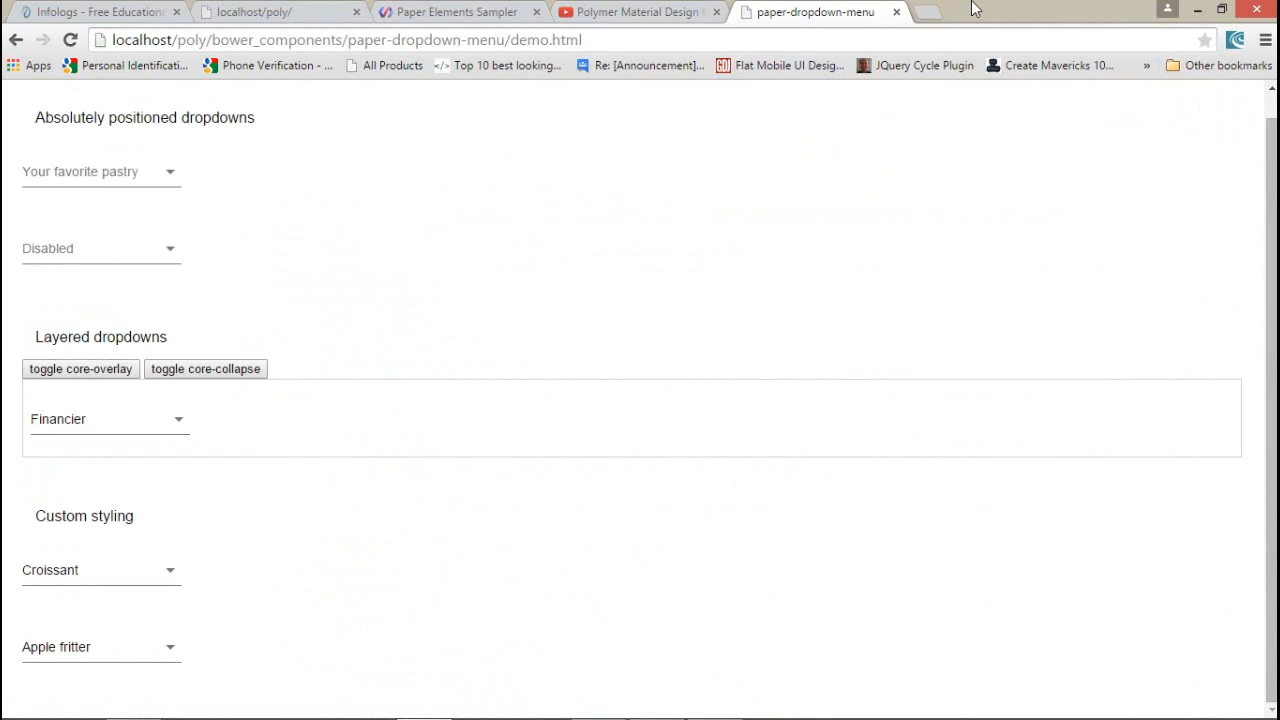 Infologs - Free Educationa
localhost/poly/
Paper Elements Sampler
Polymer Material Design
paper-dropdown-menu
localhost/poly/bower_components/paper-dropdown-menu/demo.html
Apps
Personal Identificati...
Phone Verification - ...
All Products
Top 10 best looking...
Re: [Announcement]...
Flat Mobile UI Desig...
JQuery Cycle Plugin
Create Mavericks 10...
»
Other bookmarks
Absolutely positioned dropdowns
Your favorite pastry
Disabled
Layered dropdowns
toggle core-overlay
toggle core-collapse
Financier
Custom styling
Croissant
Apple fritter